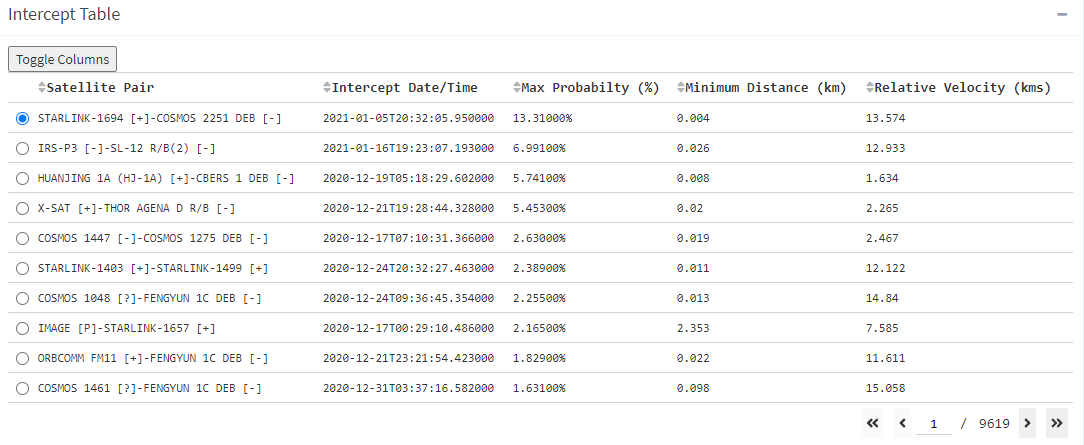 Intercept Table
Toggle Columns
Satellite Pair Intercept Date/Time Max Probabilty (%) Minimum Distance (km) Relative Velocity (kms)
STARLINK-1694 [+]-COSMOS 2251 DEB [-] 2021-01-05T20:32:05.950000 13.31000% 0.004 13.574
IRS-P3 [-]-SL-12 R/B(2) [-] 2021-01-16T19:23:07.193000 6.99100% 0.026 12.933
HUANJING 1A (HJ-1A) [+]-CBERS 1 DEB [-] 2020-12-19T05:18:29.602000 5.74100% 0.008 1.634
X-SAT [+]-THOR AGENA D R/B [-] 2020-12-21T19:28:44.328000 5.45300% 0.02 2.265
COSMOS 1447 [-]-COSMOS 1275 DEB [-] 2020-12-17T07:10:31.366000 2.63000% 0.019 2.467
STARLINK-1403 [+]-STARLINK-1499 [+] 2020-12-24T20:32:27.463000 2.38900% 0.011 12.122
COSMOS 1048 [?]-FENGYUN 1C DEB [-] 2020-12-24T09:36:45.354000 2.25500% 0.013 14.84
IMAGE [P]-STARLINK-1657 [+] 2020-12-17T00:29:10.486000 2.16500% 2.353 7.585
ORBCOMM FM11 [+]-FENGYUN 1C DEB [-] 2020-12-21T23:21:54.423000 1.82900% 0.022 11.611
COSMOS 1461 [?]-FENGYUN 1C DEB [-] 2020-12-31T03:37:16.582000 1.63100% 0.098 15.058
1 / 9619